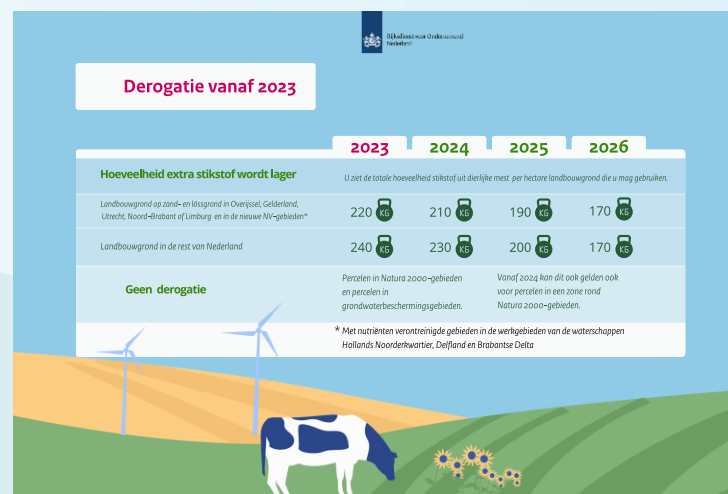 Rijksdienst voor Ondernemend
Nederland
Derogatie vanaf 2023
2023 2024 2025 2026
Hoeveelheid extra stikstof wordt lager
U ziet de totale hoeveelheid stikstof uit dierlijke mest per hectare landbouwgrond die u mag gebruiken.
Landbouwgrond op zand- en lössgrond in Overijssel, Gelderland,
Utrecht, Noord-Brabant of Limburg en in de nieuwe NV-gebieden*
220 KG 210 KG 190 KG 170 KG
Landbouwgrond in de rest van Nederland
240 KG 230 KG 200 KG 170 KG
Geen derogatie
Percelen in Natura 2000-gebieden
en percelen in
grondwaterbeschermingsgebieden.
Vanaf 2024 kan dit ook gelden ook
voor percelen in een zone rond
Natura 2000-gebieden.
* Met nutriënten verontreinigde gebieden in de werkgebieden van de waterschappen
Hollands Noorderkwartier, Delfland en Brabantse Delta